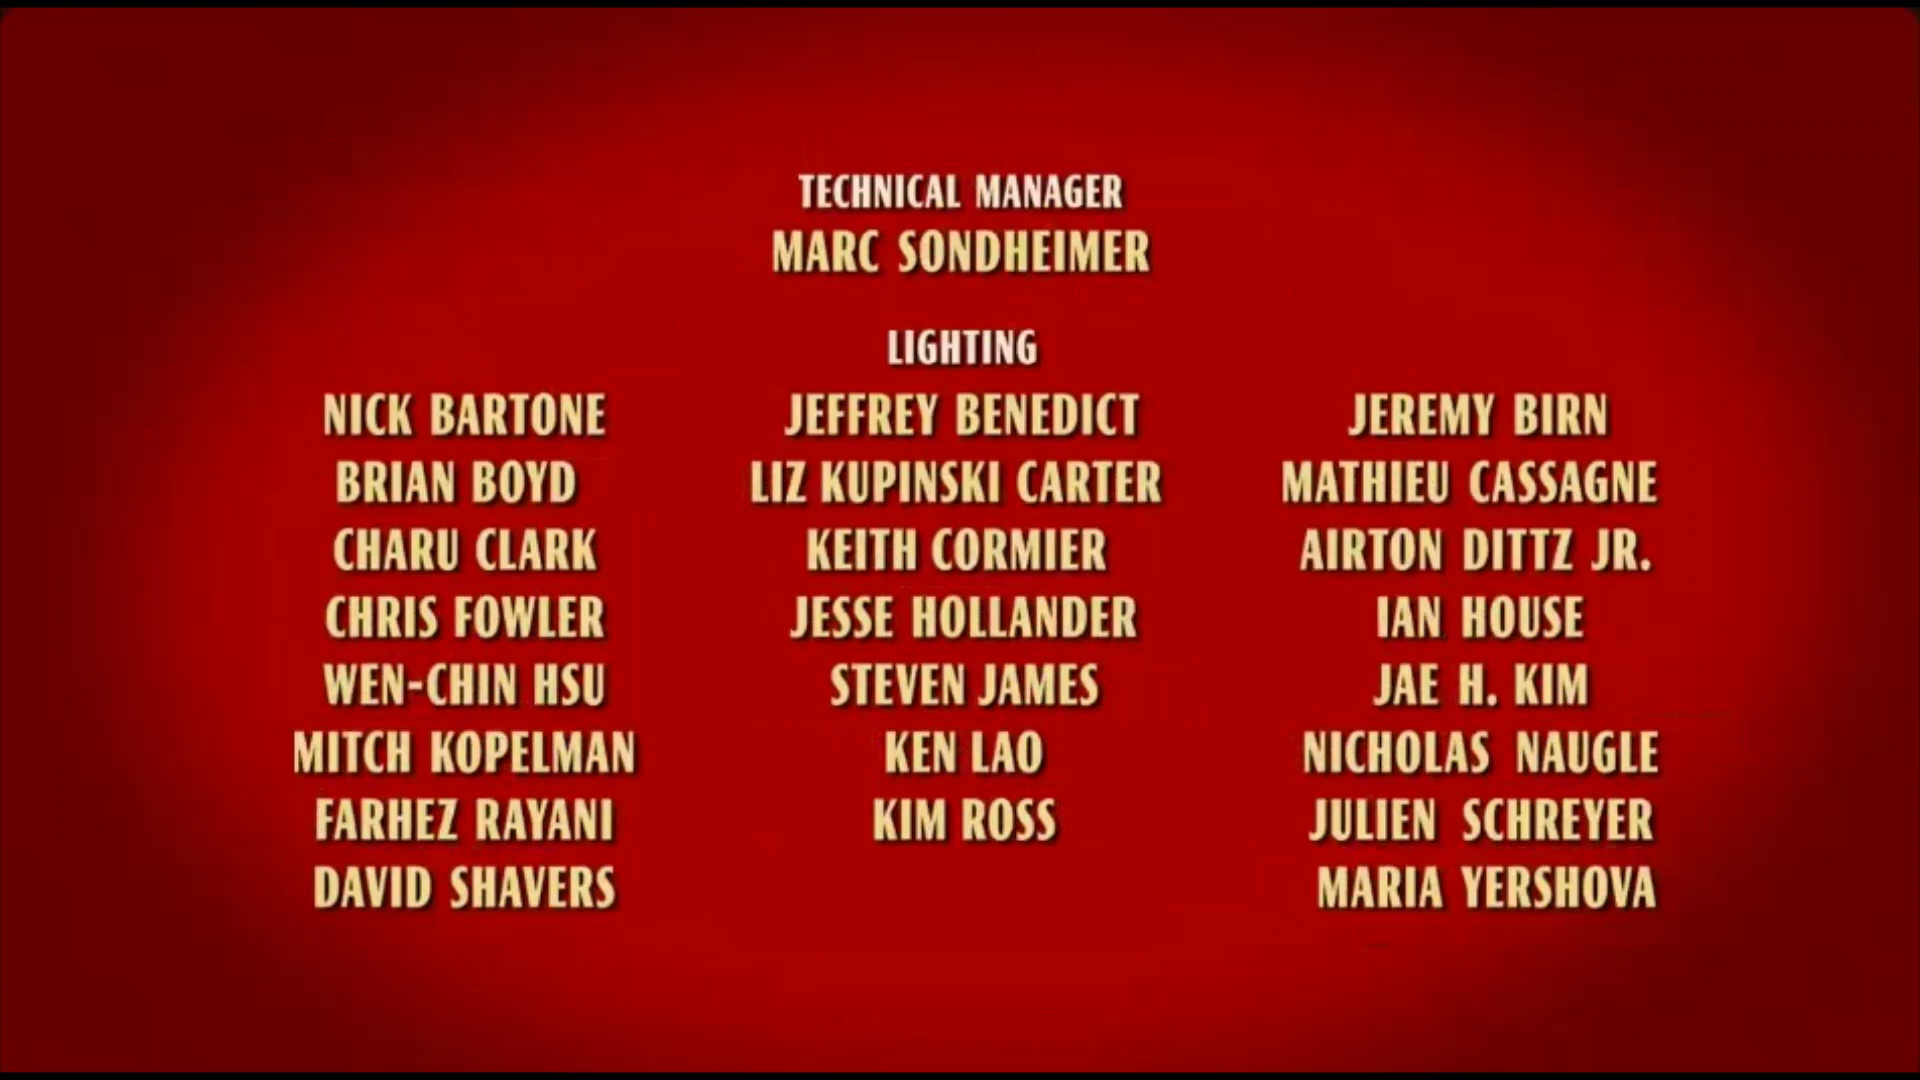 TECHNICAL MANAGER
MARC SONDHEIMER
LIGHTING
NICK BARTONE JEFFREY BENEDICT JEREMY BIRN
BRIAN BOYD LIZ KUPINSKI CARTER MATHIEU CASSAGNE
CHARU CLARK KEITH CORMIER AIRTON DITTZ JR.
CHRIS FOWLER JESSE HOLLANDER IAN HOUSE
WEN-CHIN HSU STEVEN JAMES JAE H. KIM
MITCH KOPELMAN KEN LAO NICHOLAS NAUGLE
FARHEZ RAYANI KIM ROSS JULIEN SCHREYER
DAVID SHAVERS MARIA YERSHOVA